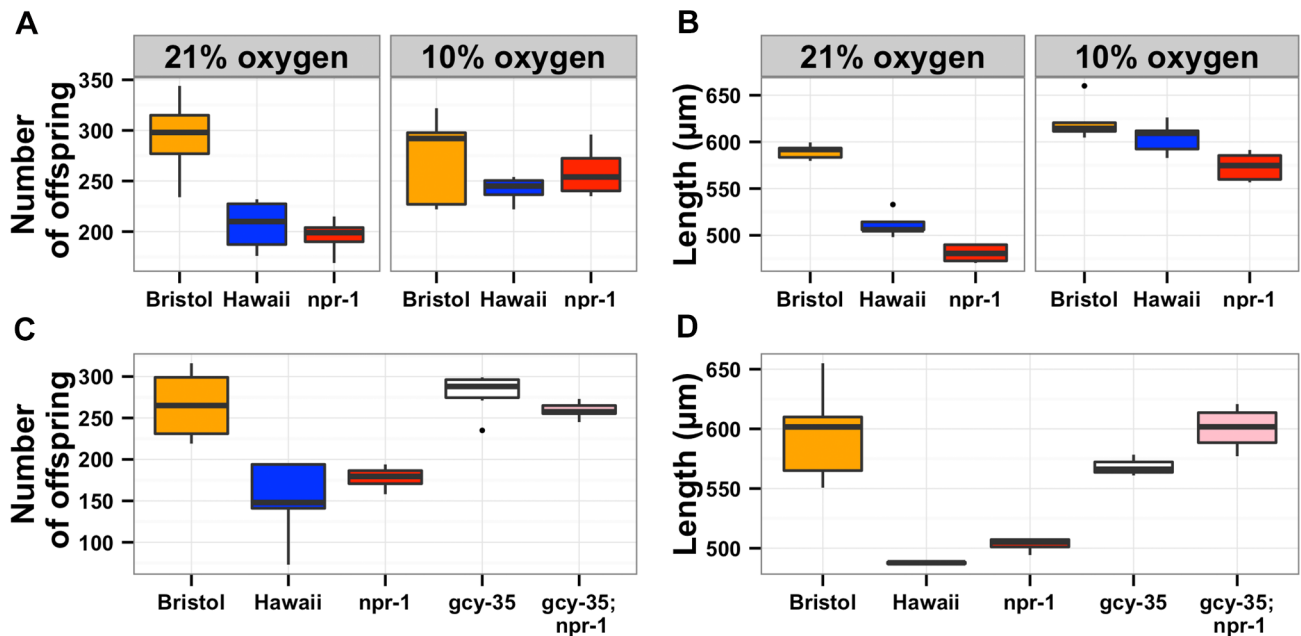 A
21% oxygen
10% oxygen
Number
of offspring
350
300
250
200
Bristol
Hawaii
npr-1
Bristol
Hawaii
npr-1
B
21% oxygen
10% oxygen
Length (μm)
650
600
550
500
Bristol
Hawaii
npr-1
Bristol
Hawaii
npr-1
C
Number
of offspring
300
250
200
150
100
Bristol
Hawaii
npr-1
gcy-35
gcy-35;
npr-1
D
Length (μm)
650
600
550
500
Bristol
Hawaii
npr-1
gcy-35
gcy-35;
npr-1